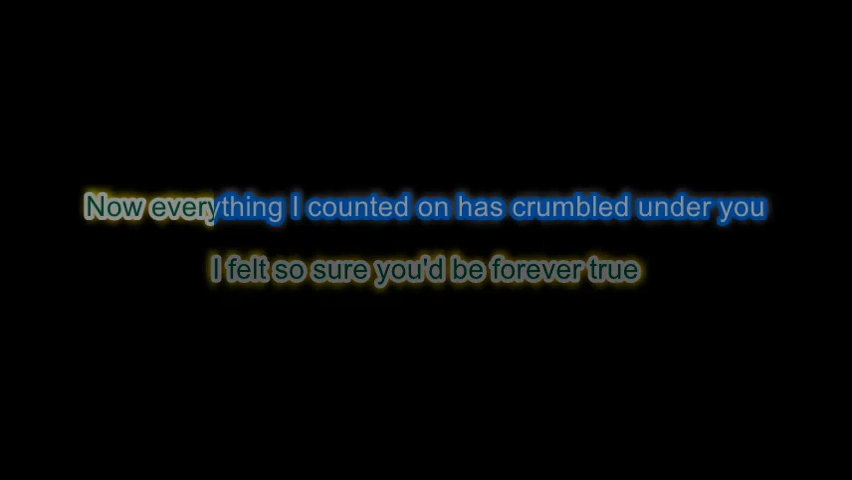 Now everything I counted on has crumbled under you
I felt so sure you'd be forever true